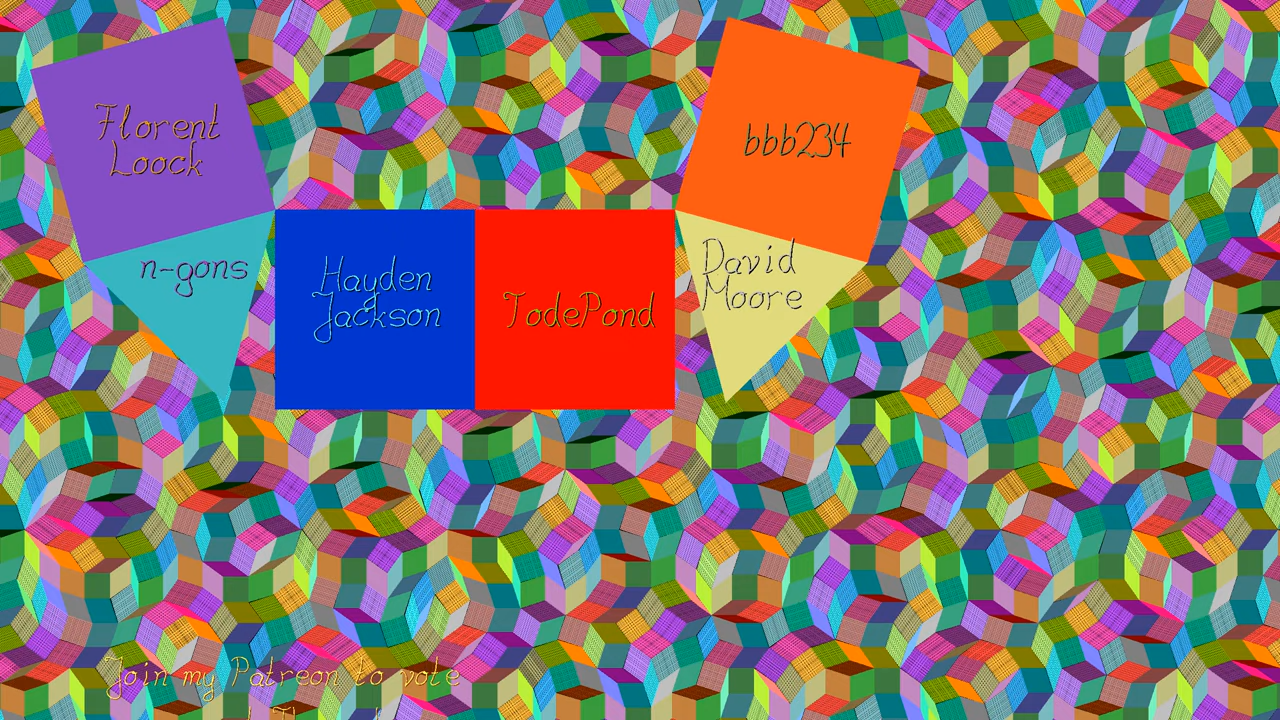 Florent
Loock
n-gons
Hayden
Jackson
TodePond
bbb234
David
Moore
Join my Patreon to vote